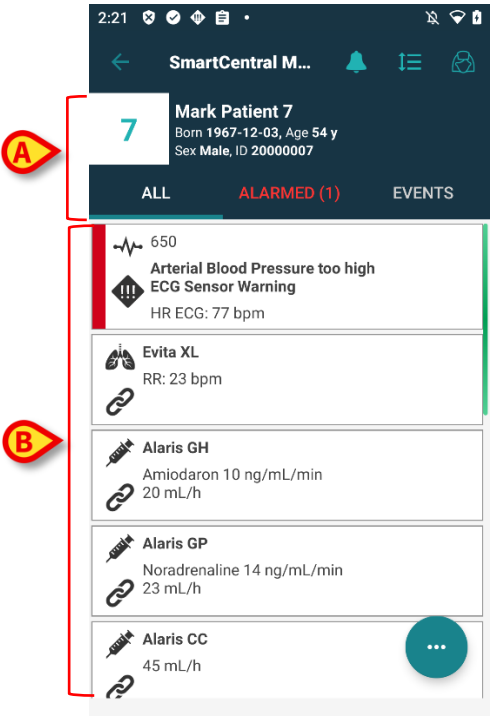 2:21
SmartCentral M...
A
7
Mark Patient 7
Born 1967-12-03, Age 54 y
Sex Male, ID 20000007
ALL ALARMED (1) EVENTS
B
650
Arterial Blood Pressure too high
!!!
ECG Sensor Warning
HR ECG: 77 bpm
Evita XL
RR: 23 bpm
Alaris GH
Amiodaron 10 ng/mL/min
20 mL/h
Alaris GP
Noradrenaline 14 ng/mL/min
23 mL/h
Alaris CC
45 mL/h